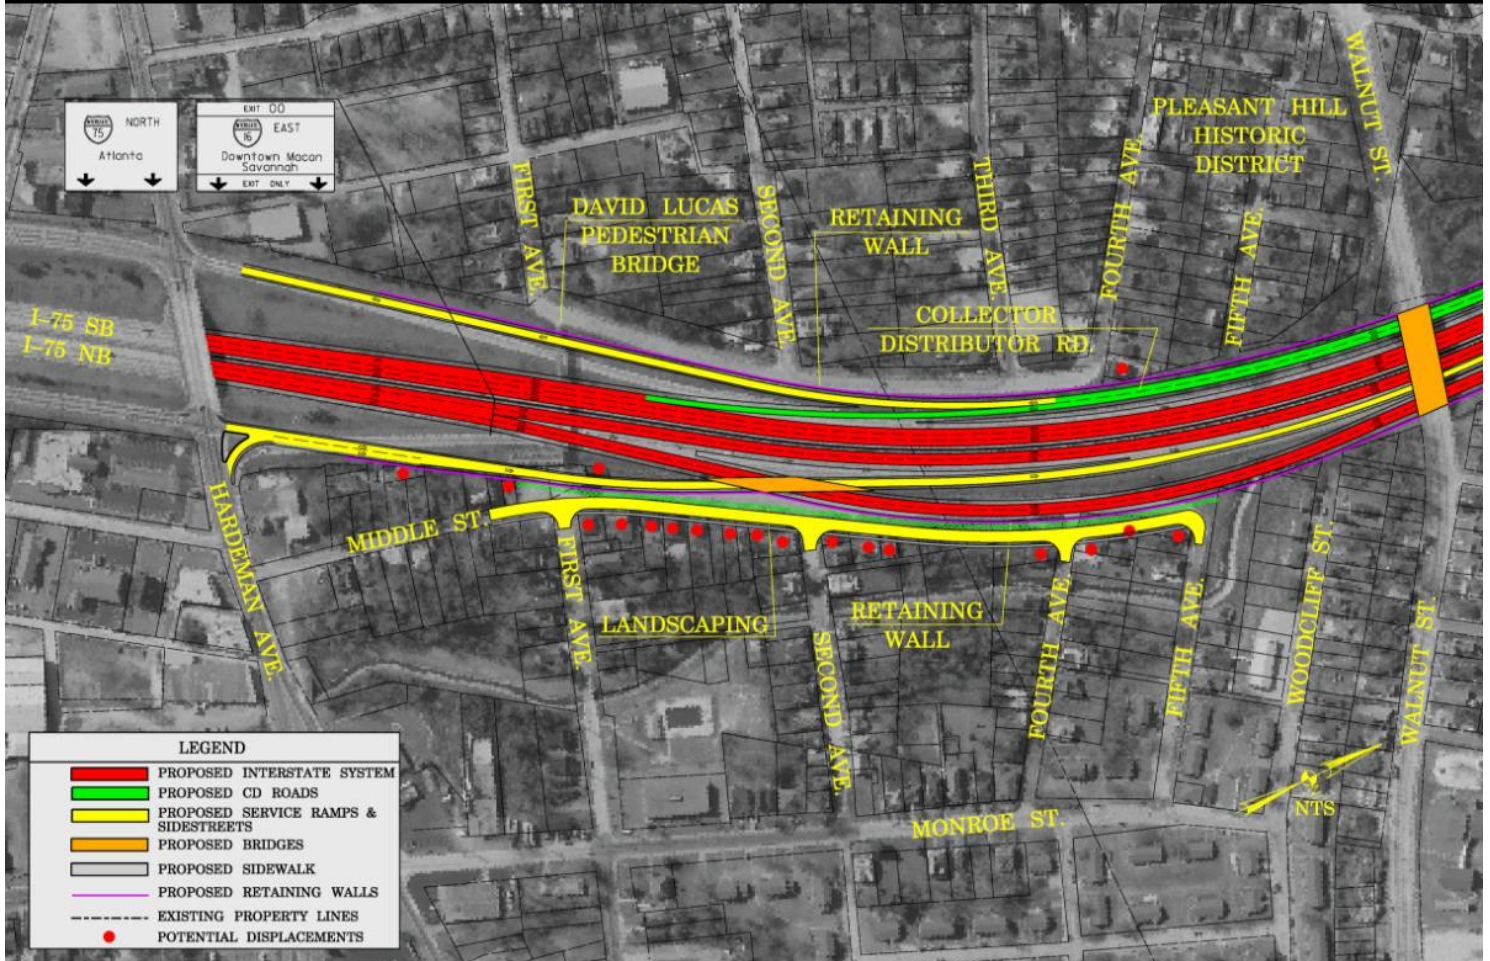 EXIT 00
INTERSTATE
75
NORTH
Atlanta
INTERSTATE
16
EAST
Downtown Macon
Savannah
EXIT ONLY
WALNUT ST.
PLEASANT HILL
HISTORIC
DISTRICT
FIRST AVE.
DAVID LUCAS
PEDESTRIAN
BRIDGE
SECOND AVE.
RETAINING
WALL
THIRD AVE.
FOURTH AVE.
FIFTH AVE.
COLLECTOR
DISTRIBUTOR RD.
I-75 SB
I-75 NB
HARDEMAN AVE.
MIDDLE ST.
FIRST AVE.
LANDSCAPING
SECOND AVE.
RETAINING
WALL
FOURTH AVE.
FIFTH AVE.
WOODCLIFF ST.
WALNUT ST.
MONROE ST.
NTS
LEGEND
PROPOSED INTERSTATE SYSTEM
PROPOSED CD ROADS
PROPOSED SERVICE RAMPS &
SIDESTREETS
PROPOSED BRIDGES
PROPOSED SIDEWALK
PROPOSED RETAINING WALLS
EXISTING PROPERTY LINES
POTENTIAL DISPLACEMENTS